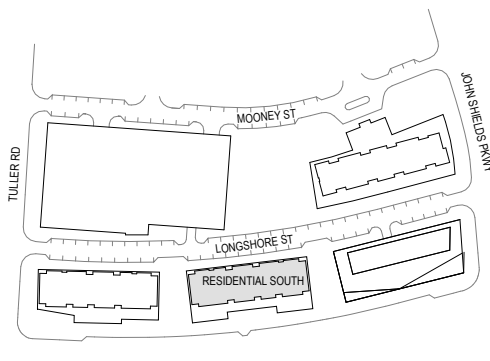 MOONEY ST
JOHN SHIELDS PKWY
TULLER RD
LONGSHORE ST
RESIDENTIAL SOUTH